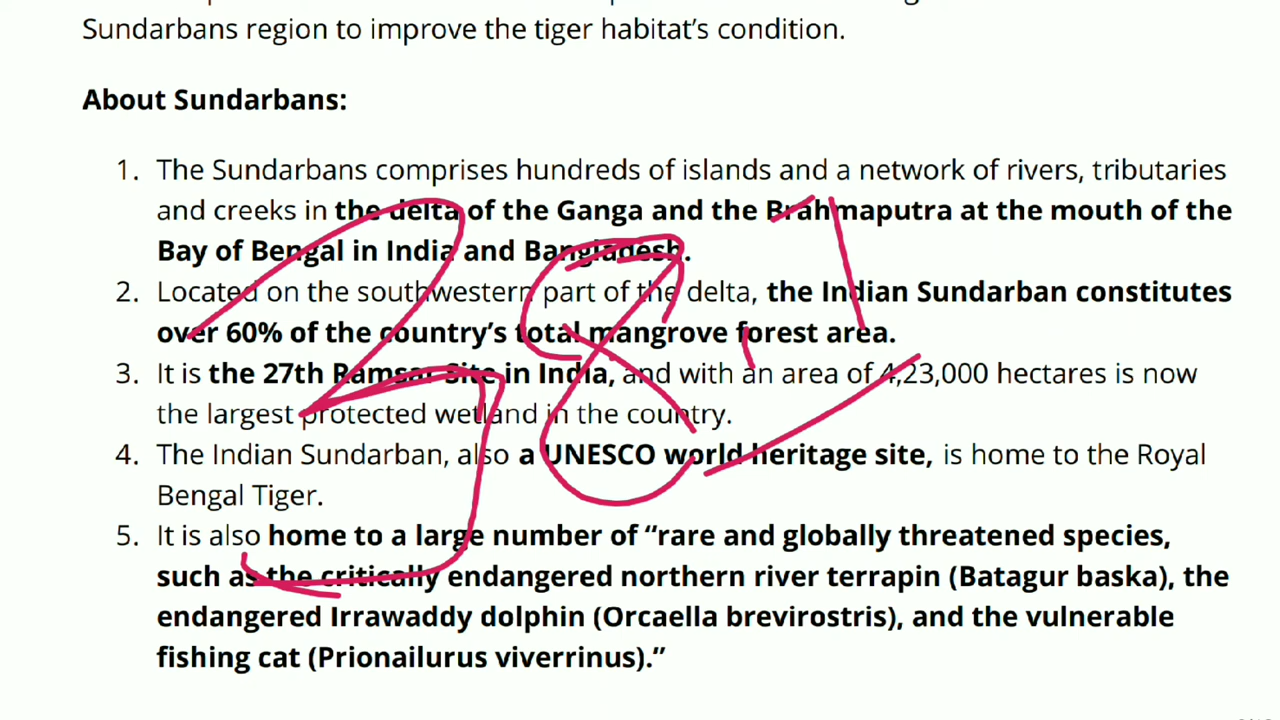 Sundarbans region to improve the tiger habitat's condition.
About Sundarbans:
1. The Sundarbans comprises hundreds of islands and a network of rivers, tributaries
and creeks in the delta of the Ganga and the Brahmaputra at the mouth of the
Bay of Bengal in India and Bangladesh.
2. Located on the southwestern part of the delta, the Indian Sundarban constitutes
over 60% of the country's total mangrove forest area.
3. It is the 27th Ramsar Site in India, and with an area of 4,23,000 hectares is now
the largest protected wetland in the country.
4. The Indian Sundarban, also a UNESCO world heritage site, is home to the Royal
Bengal Tiger.
5. It is also home to a large number of “rare and globally threatened species,
such as the critically endangered northern river terrapin (Batagur baska), the
endangered Irrawaddy dolphin (Orcaella brevirostris), and the vulnerable
fishing cat (Prionailurus viverrinus).”